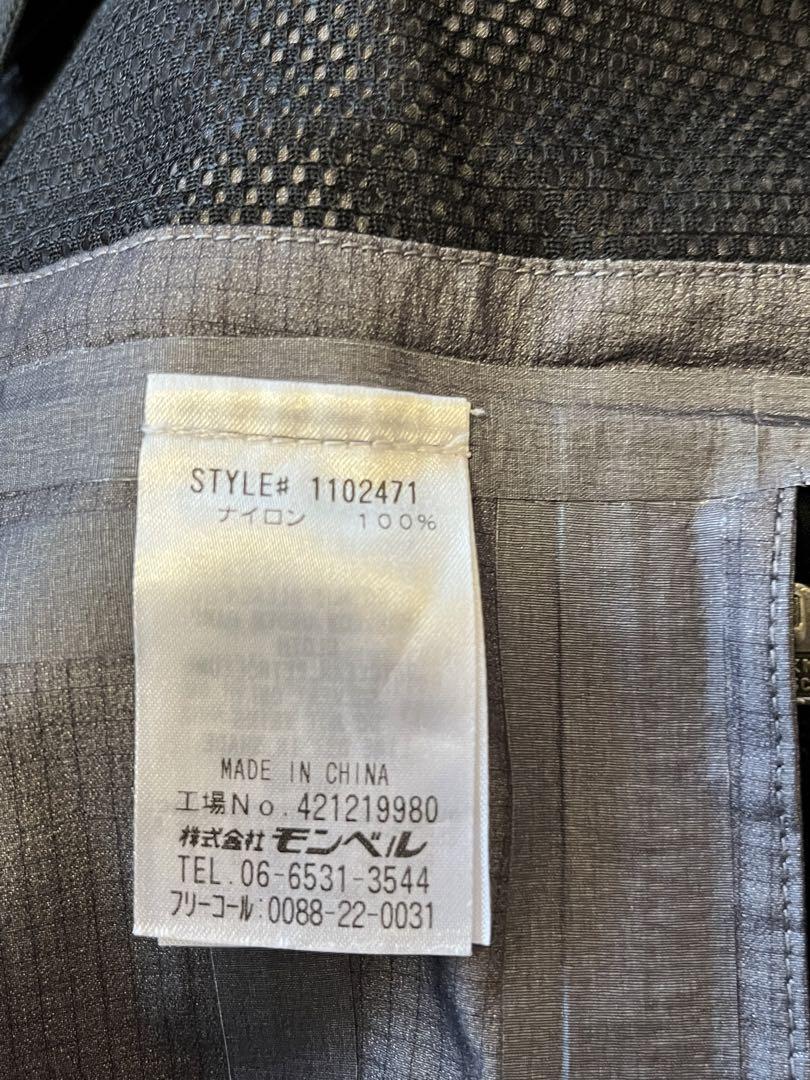 STYLE# 1102471
ナイロン 100%
MADE IN CHINA
工場No.421219980
株式会社 モンベル
TEL.06-6531-3544
フリーコール:0088-22-0031